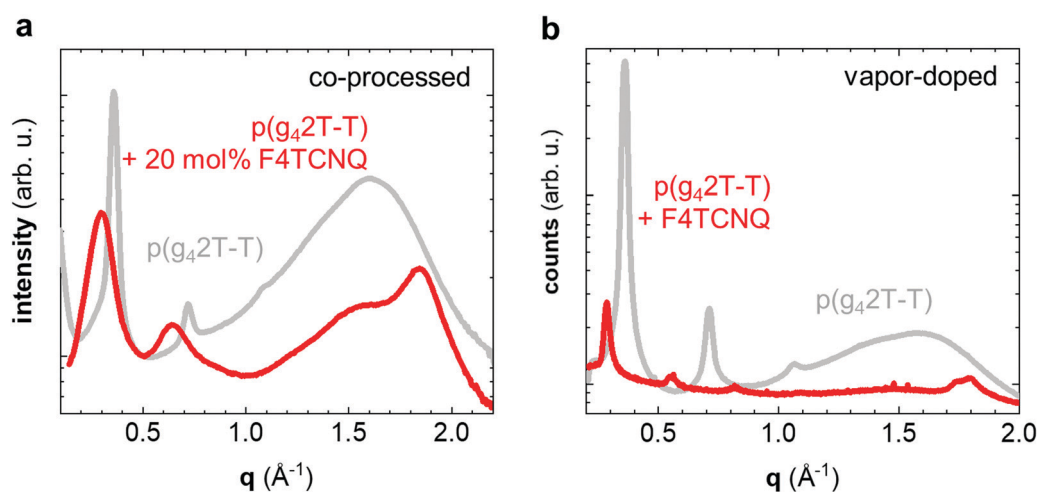 a
co-processed
p(g₄2T-T)
+ 20 mol% F4TCNQ
p(g₄2T-T)
intensity (arb. u.)
0.5 1.0 1.5 2.0
q (Å⁻¹)
b
vapor-doped
p(g₄2T-T)
+ F4TCNQ
p(g₄2T-T)
counts (arb. u.)
0.5 1.0 1.5 2.0
q (Å⁻¹)